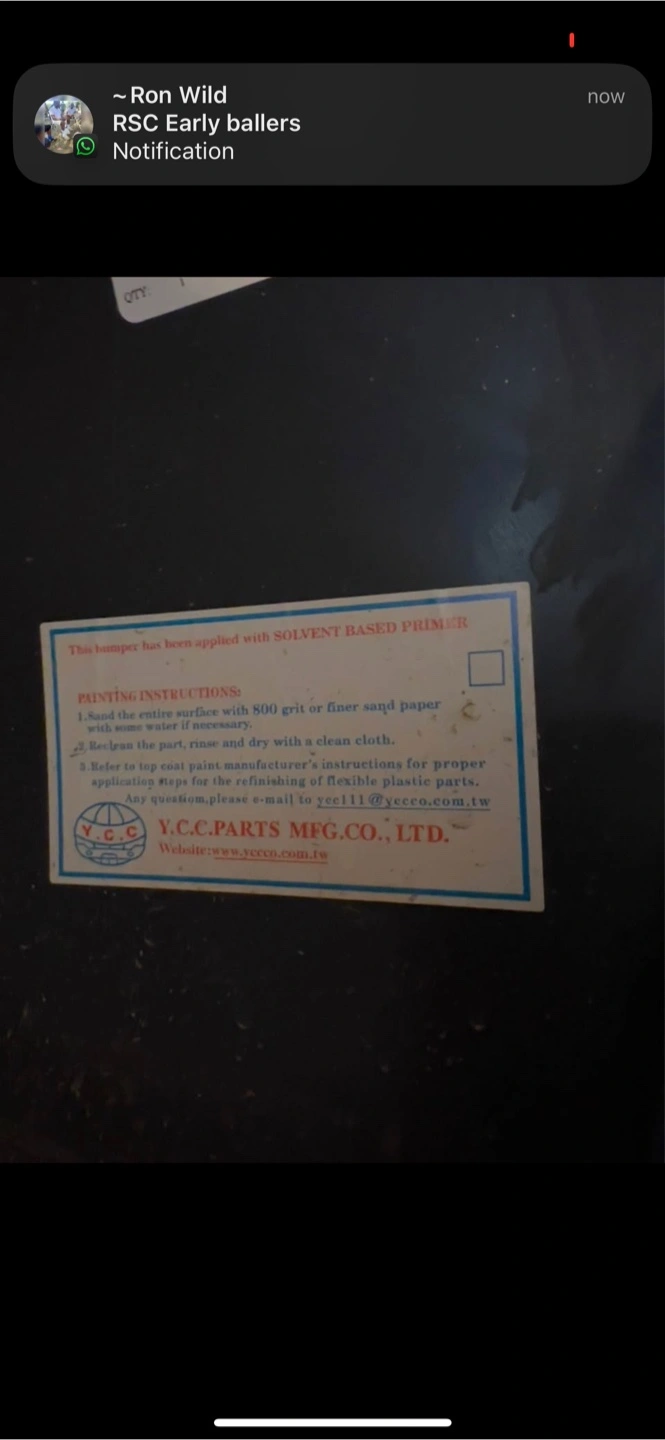 ~Ron Wild
now
RSC Early ballers
Notification
QTY:
This bumper has been applied with SOLVENT BASED PRIMER
PAINTING INSTRUCTIONS:
1.Sand the entire surface with 800 grit or finer sand paper
with some water if necessary.
2.Reclean the part, rinse and dry with a clean cloth.
3.Refer to top coat paint manufacturer's instructions for proper
application steps for the refinishing of flexible plastic parts.
Any question,please e-mail to ycc111@yccco.com.tw
Y.C.C
Y.C.C.PARTS MFG.CO., LTD.
Website:www.yccco.com.tw